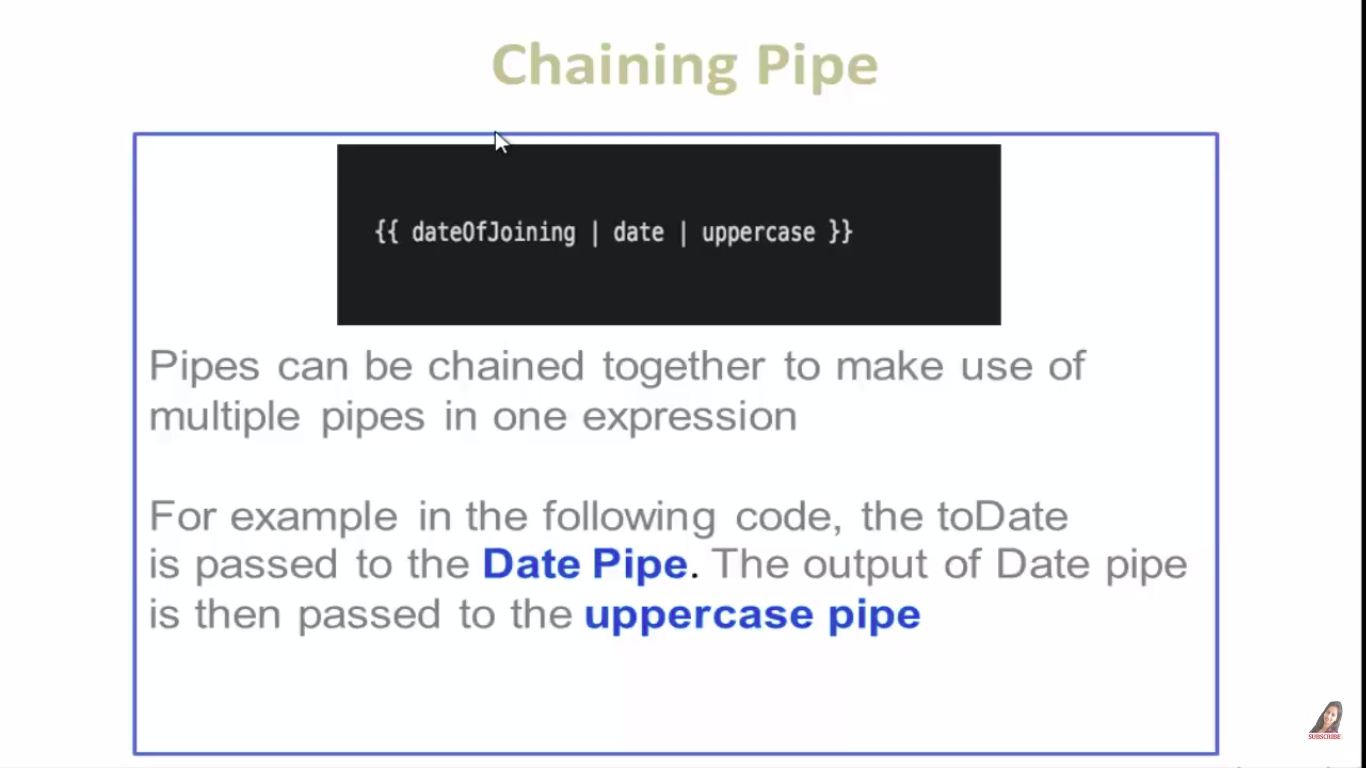 Chaining Pipe
{{ dateOfJoining | date | uppercase }}
Pipes can be chained together to make use of
multiple pipes in one expression
For example in the following code, the toDate
is passed to the Date Pipe. The output of Date pipe
is then passed to the uppercase pipe
SUBSCRIBE